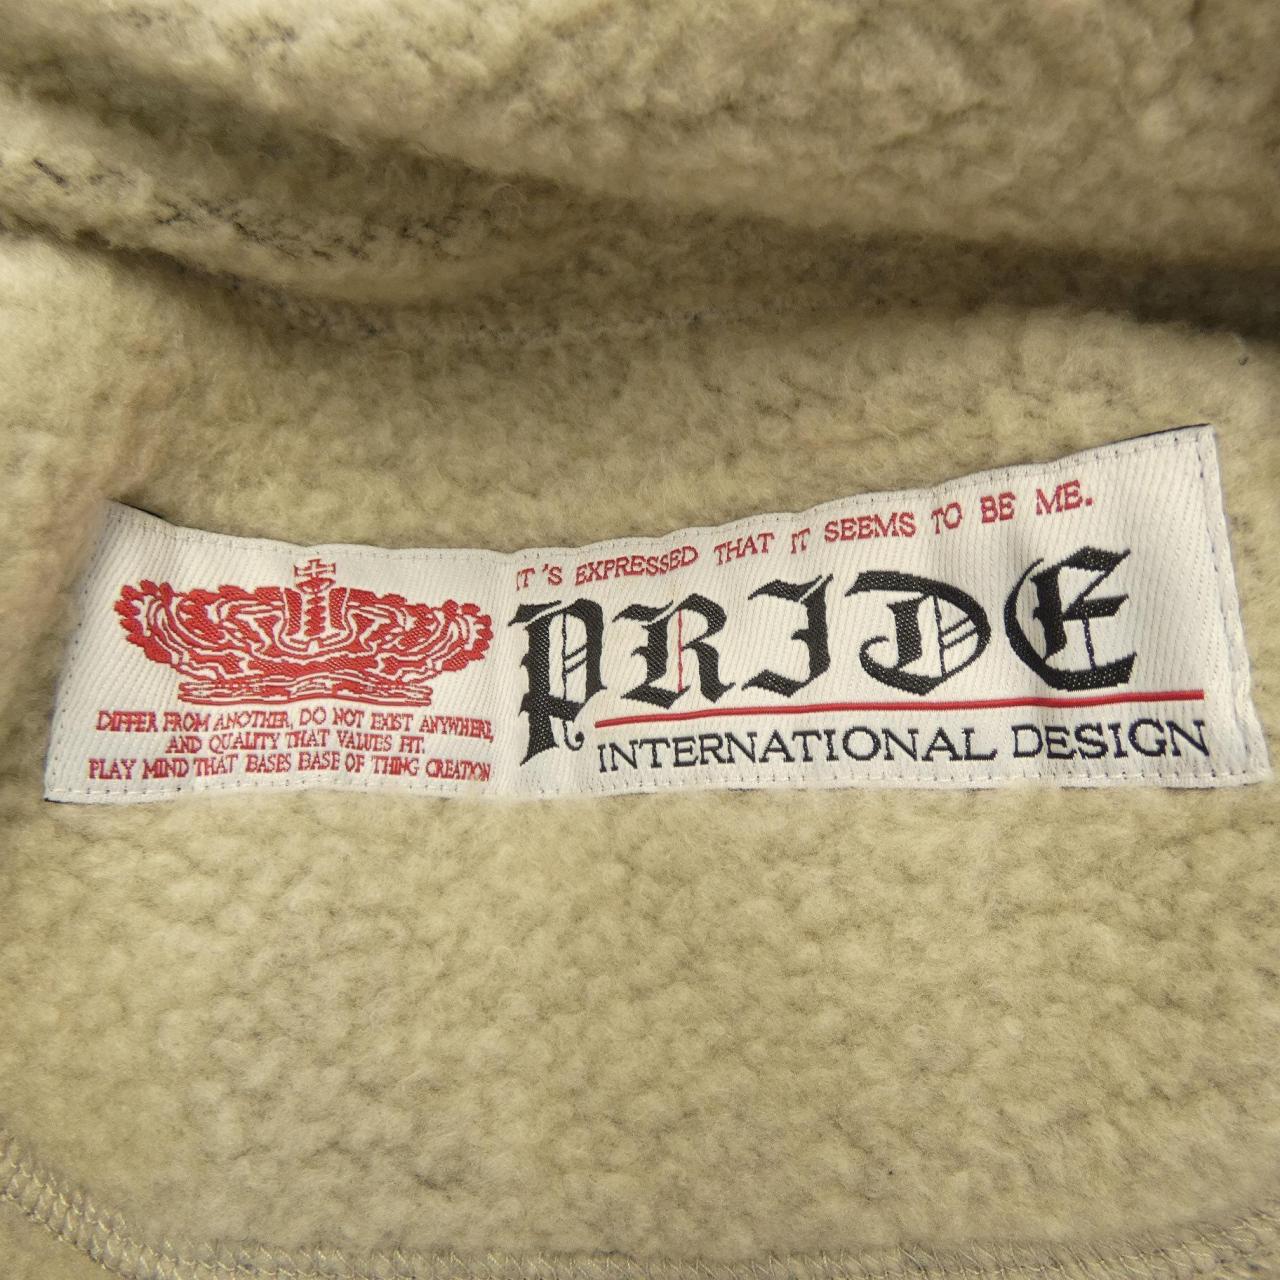 IT'S EXPRESSED THAT IT SEEMS TO BE ME.
PRIDE
INTERNATIONAL DESIGN
DIFFER FROM ANOTHER, DO NOT EXIST ANYWHERE,
AND QUALITY THAT VALUES FIT.
PLAY MIND THAT BASES BASE OF THING CREATION